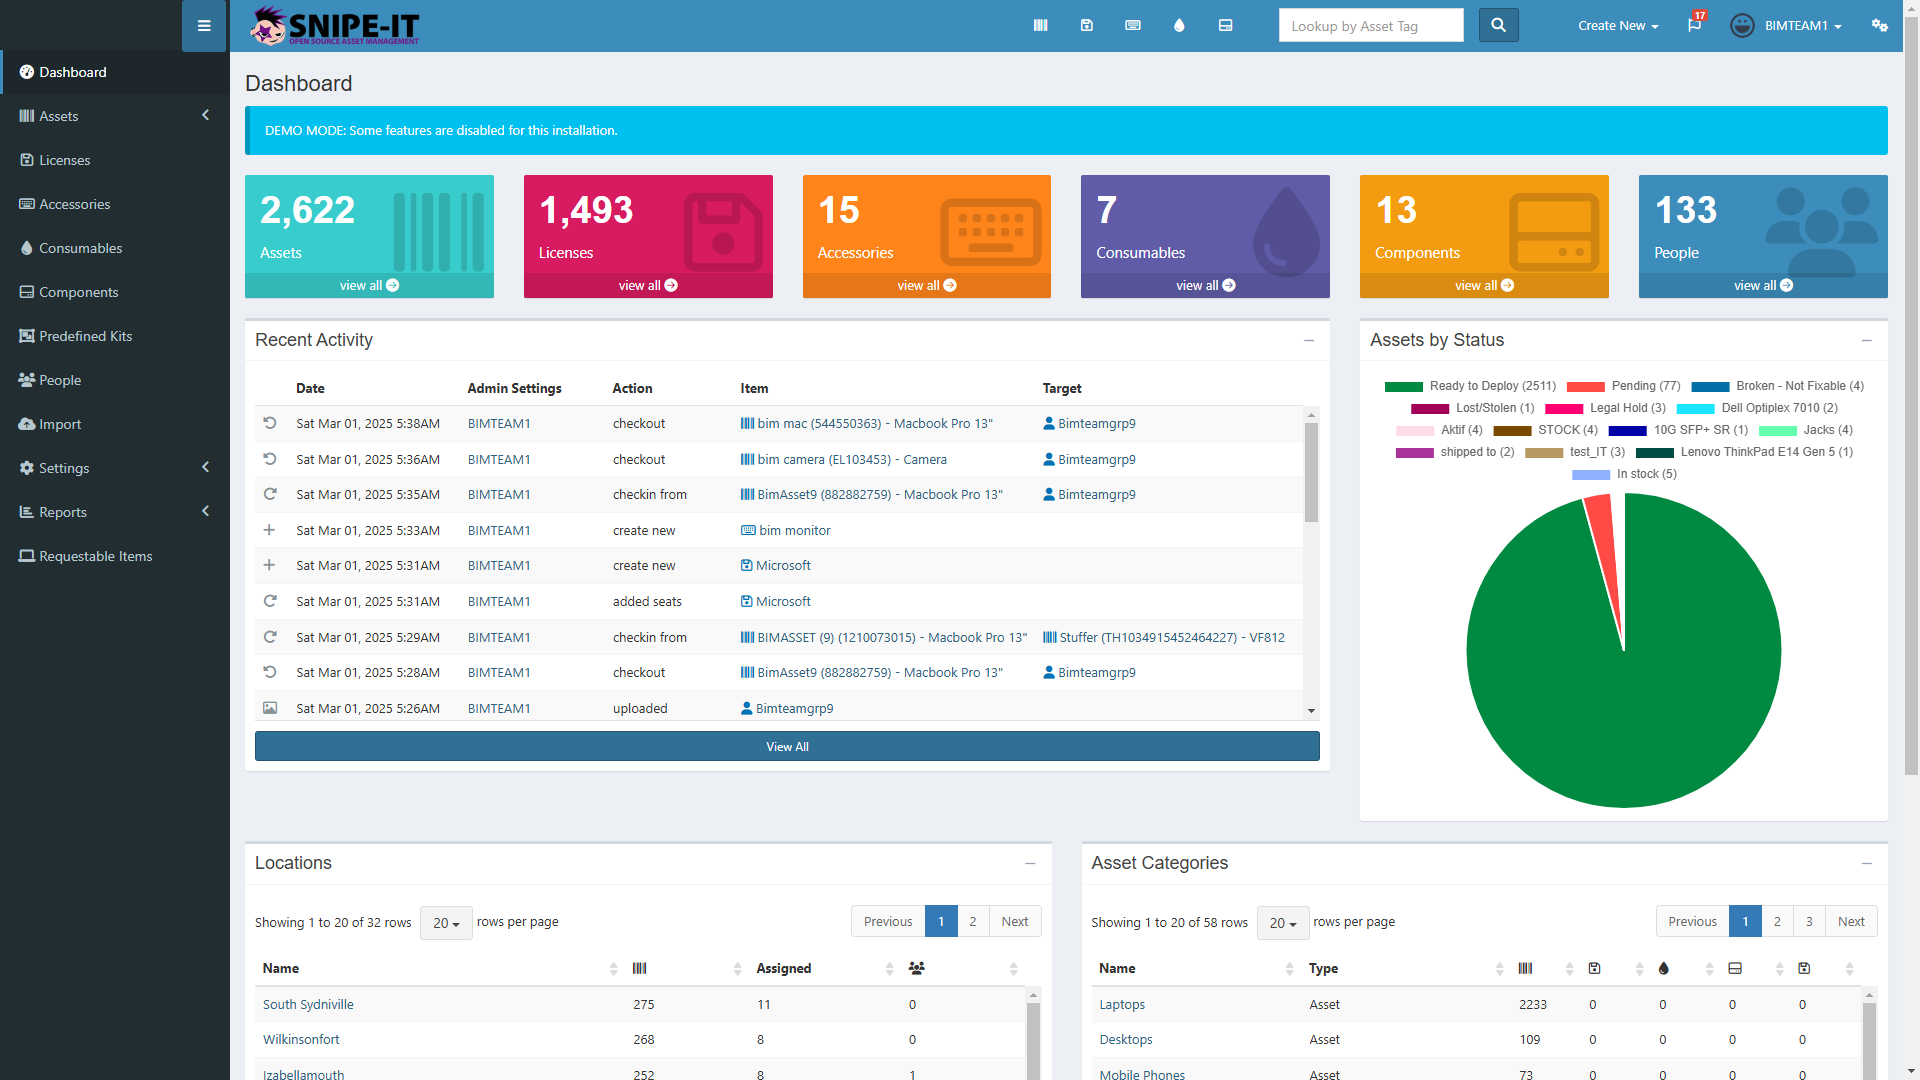 SNIPE-IT
OPEN SOURCE ASSET MANAGEMENT
Lookup by Asset Tag
Create New
17
BIMTEAM1
Dashboard
Assets
Licenses
Accessories
Consumables
Components
Predefined Kits
People
Import
Settings
Reports
Requestable Items
Dashboard
DEMO MODE: Some features are disabled for this installation.
2,622
Assets
view all
1,493
Licenses
view all
15
Accessories
view all
7
Consumables
view all
13
Components
view all
133
People
view all
Recent Activity
Date Admin Settings Action Item Target
Sat Mar 01, 2025 5:38AM BIMTEAM1 checkout bim mac (544550363) - Macbook Pro 13" Bimteamgrp9
Sat Mar 01, 2025 5:36AM BIMTEAM1 checkout bim camera (EL103453) - Camera Bimteamgrp9
Sat Mar 01, 2025 5:35AM BIMTEAM1 checkin from BimAsset9 (882882759) - Macbook Pro 13" Bimteamgrp9
Sat Mar 01, 2025 5:33AM BIMTEAM1 create new bim monitor
Sat Mar 01, 2025 5:31AM BIMTEAM1 create new Microsoft
Sat Mar 01, 2025 5:31AM BIMTEAM1 added seats Microsoft
Sat Mar 01, 2025 5:29AM BIMTEAM1 checkin from BIMASSET (9) (1210073015) - Macbook Pro 13" Stuffer (TH1034915452464227) - VF812
Sat Mar 01, 2025 5:28AM BIMTEAM1 checkout BimAsset9 (882882759) - Macbook Pro 13" Bimteamgrp9
Sat Mar 01, 2025 5:26AM BIMTEAM1 uploaded Bimteamgrp9
View All
Assets by Status
Ready to Deploy (2511) Pending (77) Broken - Not Fixable (4)
Lost/Stolen (1) Legal Hold (3) Dell Optiplex 7010 (2)
Aktif (4) STOCK (4) 10G SFP+ SR (1) Jacks (4)
shipped to (2) test_IT (3) Lenovo ThinkPad E14 Gen 5 (1)
In stock (5)
Locations
Showing 1 to 20 of 32 rows 20 rows per page Previous 1 2 Next
Name Assigned
South Sydniville 275 11 0
Wilkinsonfort 268 8 0
Izabellamouth 252 8 1
Asset Categories
Showing 1 to 20 of 58 rows 20 rows per page Previous 1 2 3 Next
Name Type
Laptops Asset 2233 0 0 0 0
Desktops Asset 109 0 0 0 0
Mobile Phones Asset 73 0 0 0 0